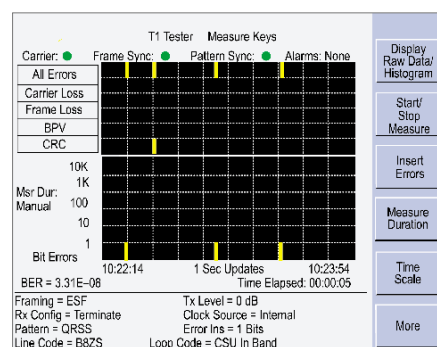 T1 Tester Measure Keys
Carrier: Frame Sync: Pattern Sync: Alarms: None
All Errors
Carrier Loss
Frame Loss
BPV
CRC
10K
1K
Msr Dur:
Manual
100
10
1
Bit Errors
10:22:14 1 Sec Updates 10:23:54
BER = 3.31E–08 Time Elapsed: 00:00:05
Framing = ESF Tx Level = 0 dB
Rx Config = Terminate Clock Source = Internal
Pattern = QRSS Error Ins = 1 Bits
Line Code = B8ZS Loop Code = CSU In Band
Display
Raw Data/
Histogram
Start/
Stop
Measure
Insert
Errors
Measure
Duration
Time
Scale
More